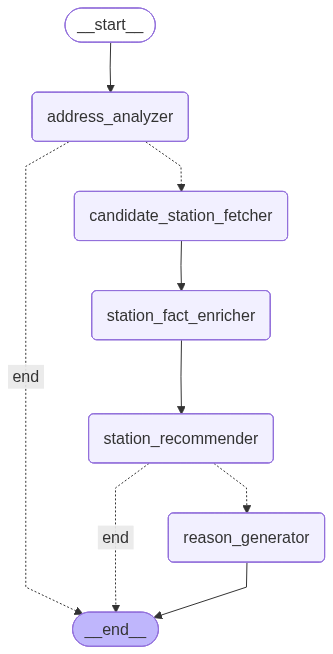 __start__
address_analyzer
candidate_station_fetcher
station_fact_enricher
end
station_recommender
end
reason_generator
__end__